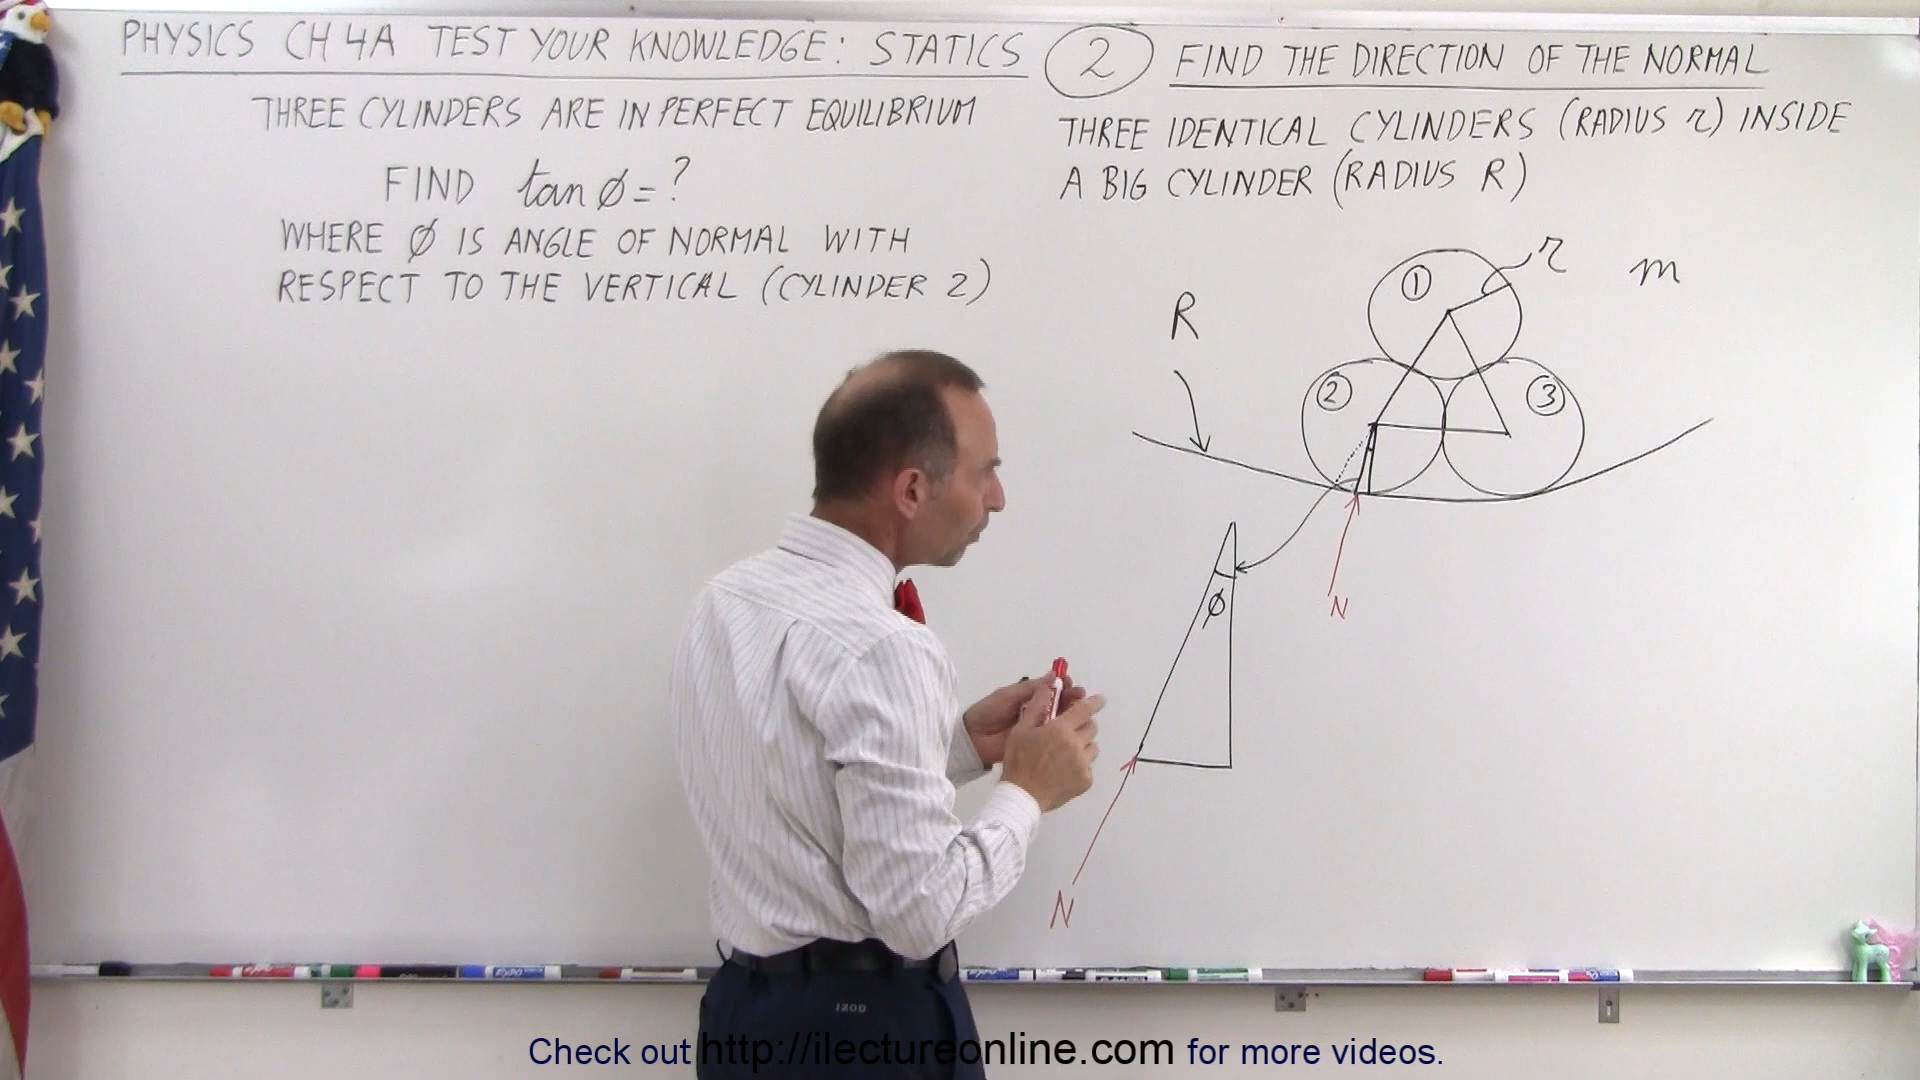 PHYSICS CH 4A TEST YOUR KNOWLEDGE: STATICS
THREE CYLINDERS ARE IN PERFECT EQUILIBRIUM
FIND tan ø = ?
WHERE ø IS ANGLE OF NORMAL WITH
RESPECT TO THE VERTICAL (CYLINDER 2)
2 FIND THE DIRECTION OF THE NORMAL
THREE IDENTICAL CYLINDERS (RADIUS r) INSIDE
A BIG CYLINDER (RADIUS R)
r
m
1
R
2
3
ø
N
N
IZOD
Check out http://ilectureonline.com for more videos.